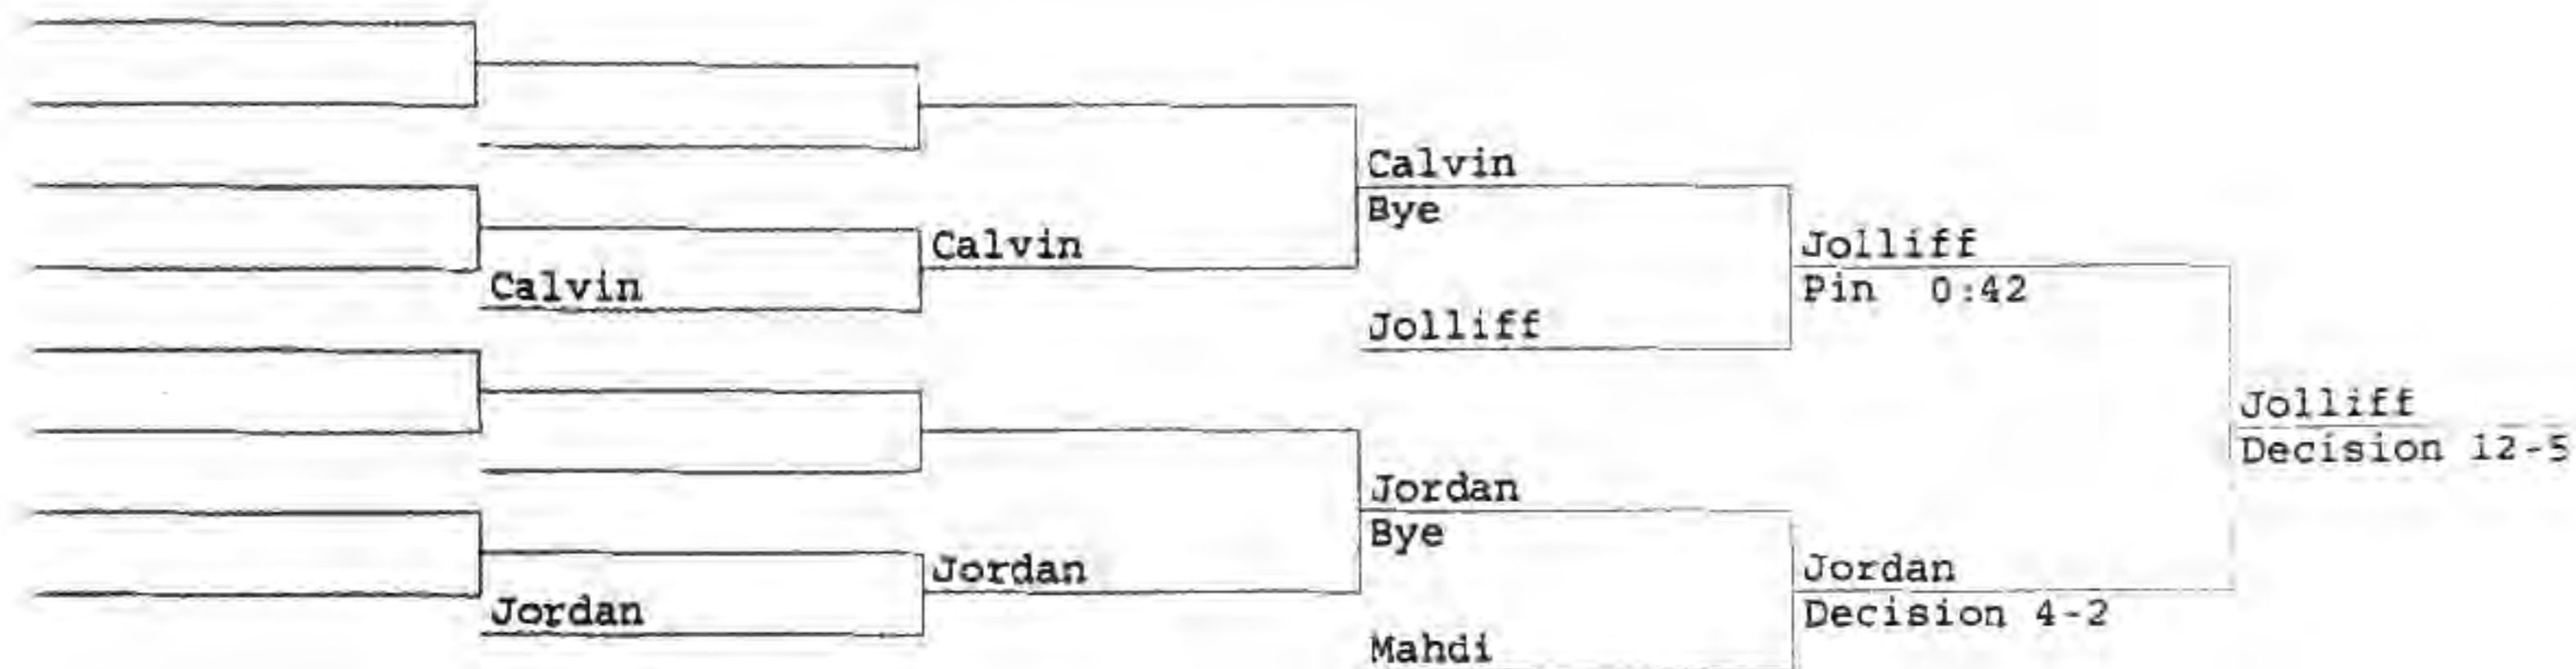 Calvin
Bye
Calvin
Jolliff
Pin 0:42
Calvin
Jolliff
Jolliff
Decision 12-5
Jordan
Bye
Jordan
Jordan
Decision 4-2
Jordan
Mahdi